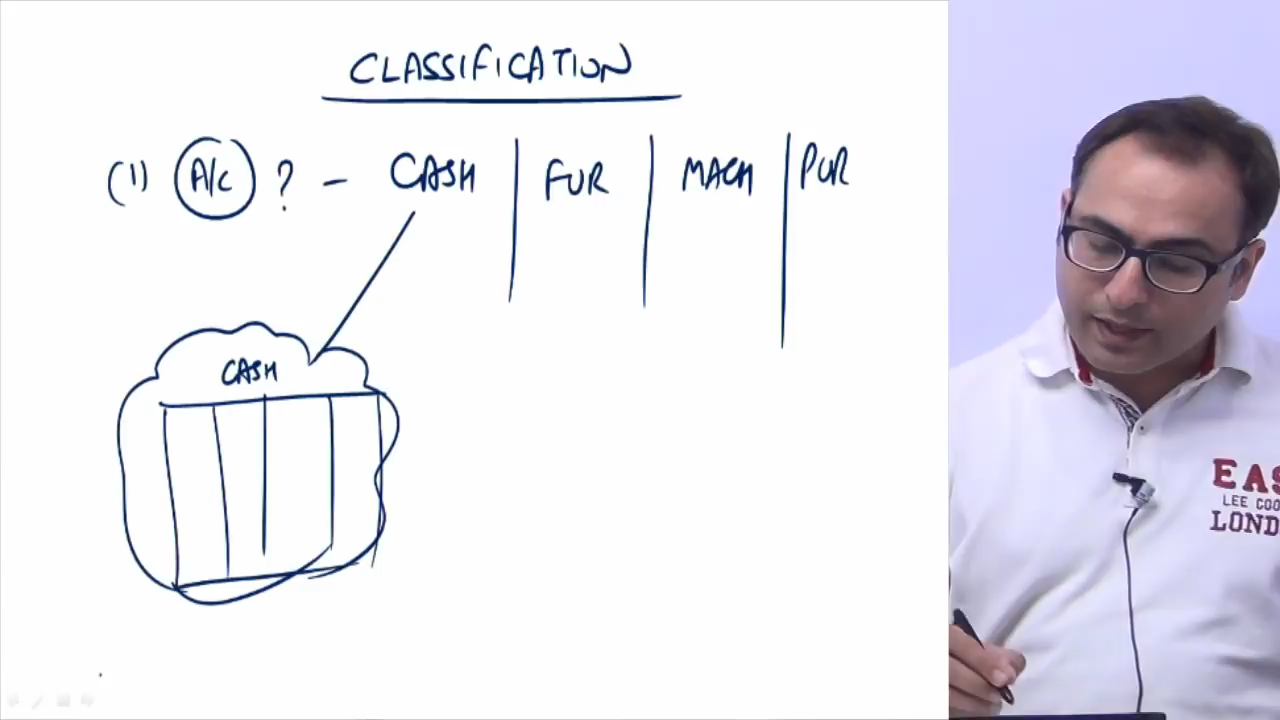 CLASSIFICATION
(1) A/c ? - CASH | FUR | MACH | PUR
CASH
EAS
LEE COO
LOND